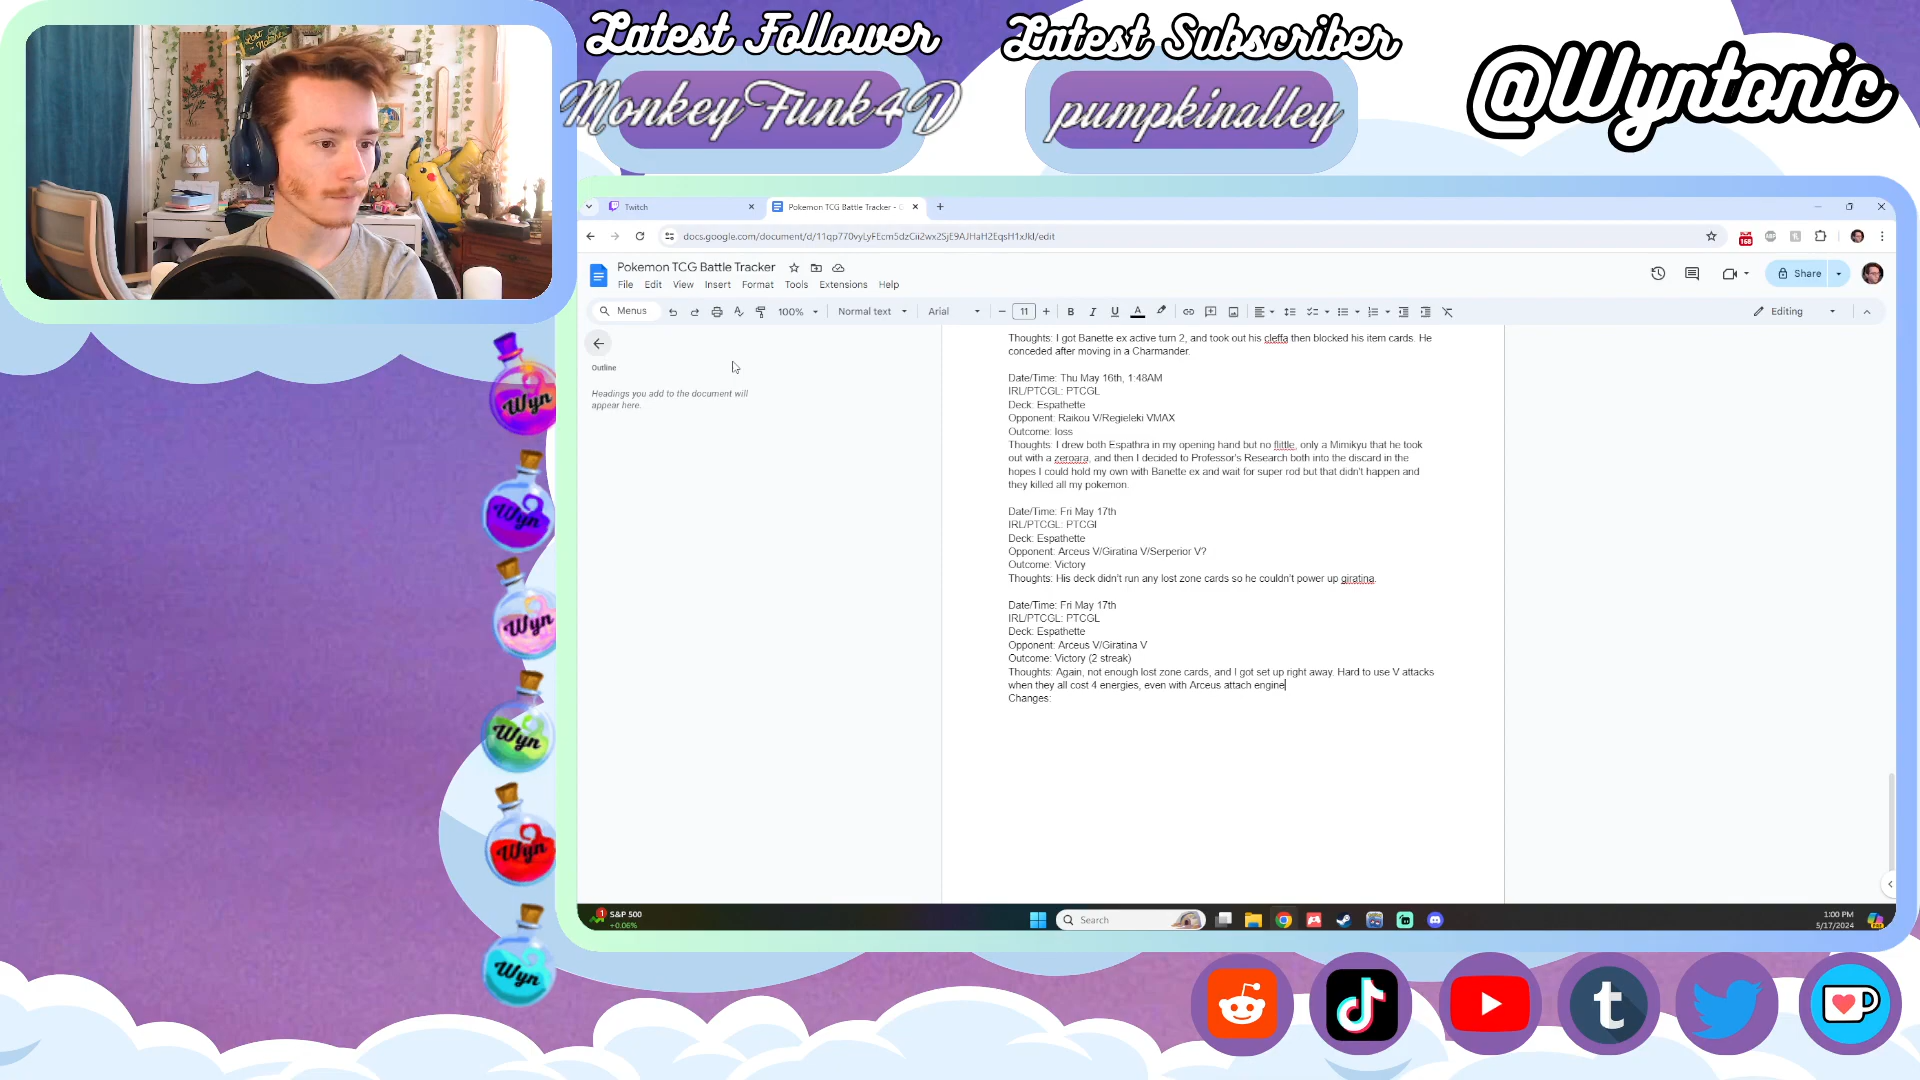 Latest Follower
MonkeyFunk4D
Latest Subscriber
pumpkinalley
@Wyntonic
Twitch
Pokemon TCG Battle Tracker - G
docs.google.com/document/d/11qp770vyLyFEcm5dzCii2wx2SjE9AJHaH2EqsH1xJkI/edit
168
Pokemon TCG Battle Tracker
File Edit View Insert Format Tools Extensions Help
Share
Menus
100%
Normal text
Arial
11
Editing
Outline
Headings you add to the document will
appear here.
Thoughts: I got Banette ex active turn 2, and took out his cleffa then blocked his item cards. He
conceded after moving in a Charmander.
Date/Time: Thu May 16th, 1:48AM
IRL/PTCGL: PTCGL
Deck: Espathette
Opponent: Raikou V/Regieleki VMAX
Outcome: loss
Thoughts: I drew both Espathra in my opening hand but no flittle, only a Mimikyu that he took
out with a zeroara, and then I decided to Professor's Research both into the discard in the
hopes I could hold my own with Banette ex and wait for super rod but that didn't happen and
they killed all my pokemon.
Date/Time: Fri May 17th
IRL/PTCGL: PTCGl
Deck: Espathette
Opponent: Arceus V/Giratina V/Serperior V?
Outcome: Victory
Thoughts: His deck didn't run any lost zone cards so he couldn't power up giratina.
Date/Time: Fri May 17th
IRL/PTCGL: PTCGL
Deck: Espathette
Opponent: Arceus V/Giratina V
Outcome: Victory (2 streak)
Thoughts: Again, not enough lost zone cards, and I got set up right away. Hard to use V attacks
when they all cost 4 energies, even with Arceus attach engine
Changes:
Wyn
Wyn
Wyn
Wyn
Wyn
Wyn
1
S&P 500
+0.06%
Search
1:00 PM
5/17/2024